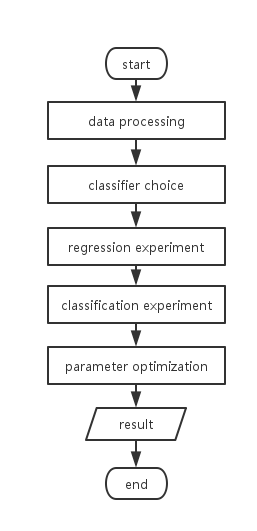 start
data processing
classifier choice
regression experiment
classification experiment
parameter optimization
result
end